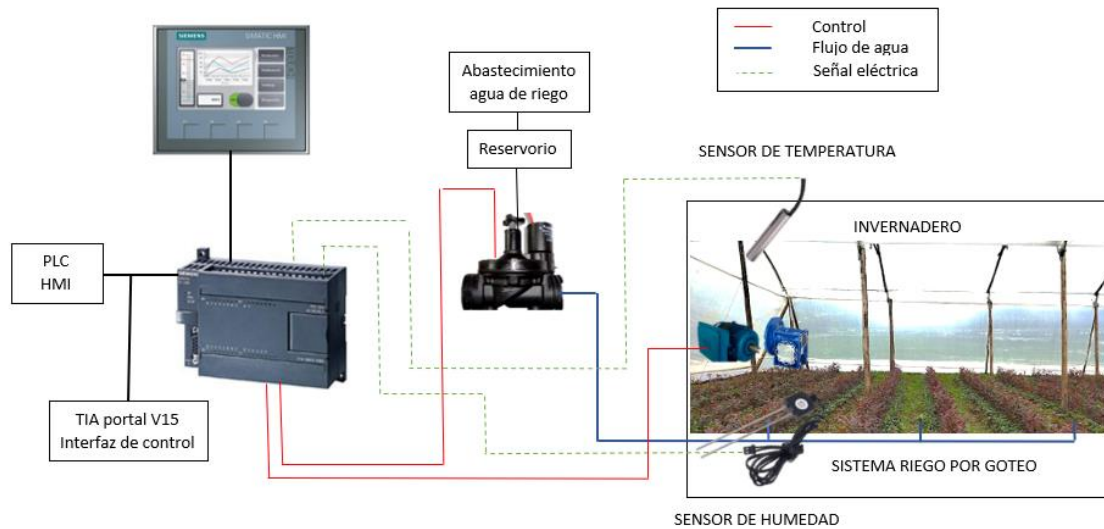 SIEMENS
SIMATIC HMI
Control
Flujo de agua
Señal eléctrica
Abastecimiento
agua de riego
Reservorio
SENSOR DE TEMPERATURA
INVERNADERO
PLC
HMI
TIA portal V15
Interfaz de control
SISTEMA RIEGO POR GOTEO
SENSOR DE HUMEDAD